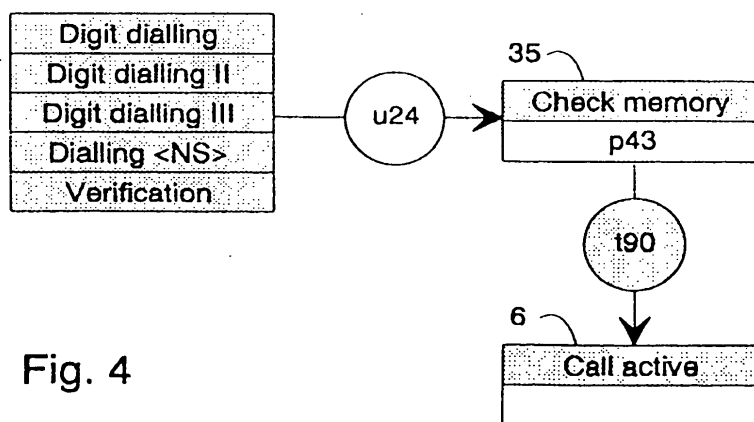 Digit dialling
Digit dialling II
Digit dialling III
Dialling <NS>
Verification
u24
35
Check memory
p43
t90
6
Call active
Fig. 4